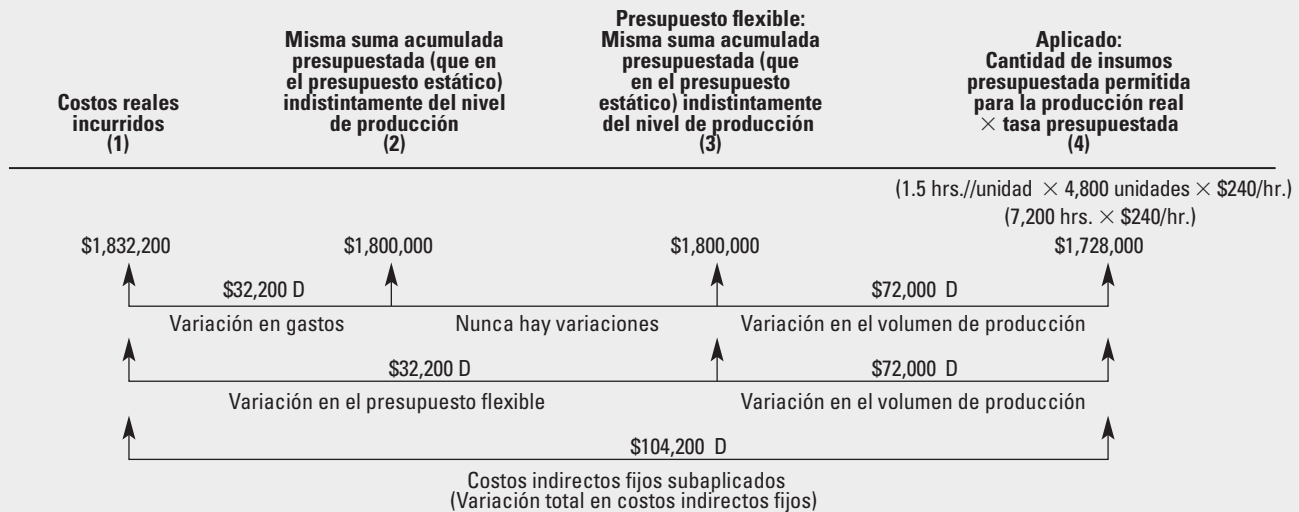 Costos reales
incurridos
(1)
Misma suma acumulada
presupuestada (que en
el presupuesto estático)
indistintamente del nivel
de producción
(2)
Presupuesto flexible:
Misma suma acumulada
presupuestada (que
en el presupuesto
estático) indistintamente
del nivel de producción
(3)
Aplicado:
Cantidad de insumos
presupuestada permitida
para la producción real
× tasa presupuestada
(4)
(1.5 hrs.//unidad × 4,800 unidades × $240/hr.)
(7,200 hrs. × $240/hr.)
$1,832,200
$1,800,000
$1,800,000
$1,728,000
$32,200 D
$72,000 D
Variación en gastos
Nunca hay variaciones
Variación en el volumen de producción
$32,200 D
$72,000 D
Variación en el presupuesto flexible
Variación en el volumen de producción
$104,200 D
Costos indirectos fijos subaplicados
(Variación total en costos indirectos fijos)